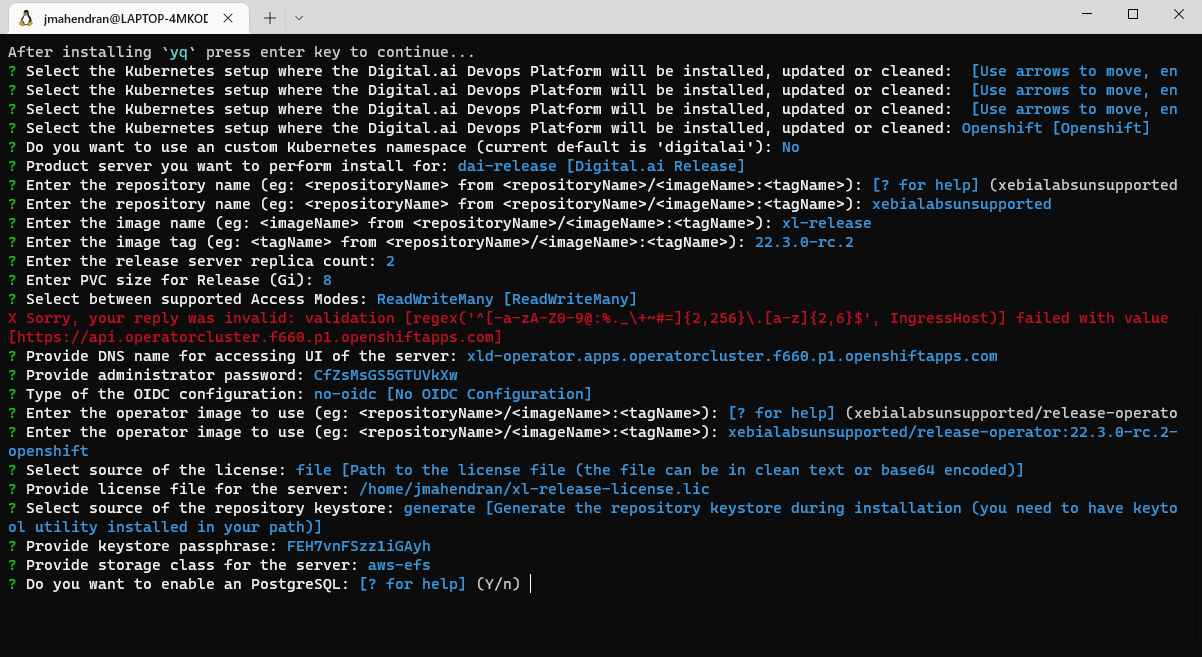 jmahendran@LAPTOP-4MKOD
After installing `yq` press enter key to continue...
? Select the Kubernetes setup where the Digital.ai Devops Platform will be installed, updated or cleaned:  [Use arrows to move, en
? Select the Kubernetes setup where the Digital.ai Devops Platform will be installed, updated or cleaned:  [Use arrows to move, en
? Select the Kubernetes setup where the Digital.ai Devops Platform will be installed, updated or cleaned:  [Use arrows to move, en
? Select the Kubernetes setup where the Digital.ai Devops Platform will be installed, updated or cleaned: Openshift [Openshift]
? Do you want to use an custom Kubernetes namespace (current default is 'digitalai'): No
? Product server you want to perform install for: dai-release [Digital.ai Release]
? Enter the repository name (eg: <repositoryName> from <repositoryName>/<imageName>:<tagName>): [? for help] (xebialabsunsupported
? Enter the repository name (eg: <repositoryName> from <repositoryName>/<imageName>:<tagName>): xebialabsunsupported
? Enter the image name (eg: <imageName> from <repositoryName>/<imageName>:<tagName>): xl-release
? Enter the image tag (eg: <tagName> from <repositoryName>/<imageName>:<tagName>): 22.3.0-rc.2
? Enter the release server replica count: 2
? Enter PVC size for Release (Gi): 8
? Select between supported Access Modes: ReadWriteMany [ReadWriteMany]
X Sorry, your reply was invalid: validation [regex('^[-a-zA-Z0-9@:%._\+~#=]{2,256}\.[a-z]{2,6}$', IngressHost)] failed with value
[https://api.operatorcluster.f660.p1.openshiftapps.com]
? Provide DNS name for accessing UI of the server: xld-operator.apps.operatorcluster.f660.p1.openshiftapps.com
? Provide administrator password: CfZsMsGS5GTUVkXw
? Type of the OIDC configuration: no-oidc [No OIDC Configuration]
? Enter the operator image to use (eg: <repositoryName>/<imageName>:<tagName>): [? for help] (xebialabsunsupported/release-operato
? Enter the operator image to use (eg: <repositoryName>/<imageName>:<tagName>): xebialabsunsupported/release-operator:22.3.0-rc.2-
openshift
? Select source of the license: file [Path to the license file (the file can be in clean text or base64 encoded)]
? Provide license file for the server: /home/jmahendran/xl-release-license.lic
? Select source of the repository keystore: generate [Generate the repository keystore during installation (you need to have keyto
ol utility installed in your path)]
? Provide keystore passphrase: FEH7vnFSzz1iGAyh
? Provide storage class for the server: aws-efs
? Do you want to enable an PostgreSQL: [? for help] (Y/n)